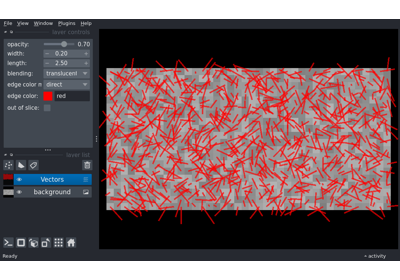 File View Window Plugins Help
layer controls
opacity: 0.70
width: 0.20
length: 2.50
blending: translucent
edge color m direct
edge color: red
out of slice:
layer list
Vectors
background
Ready
activity